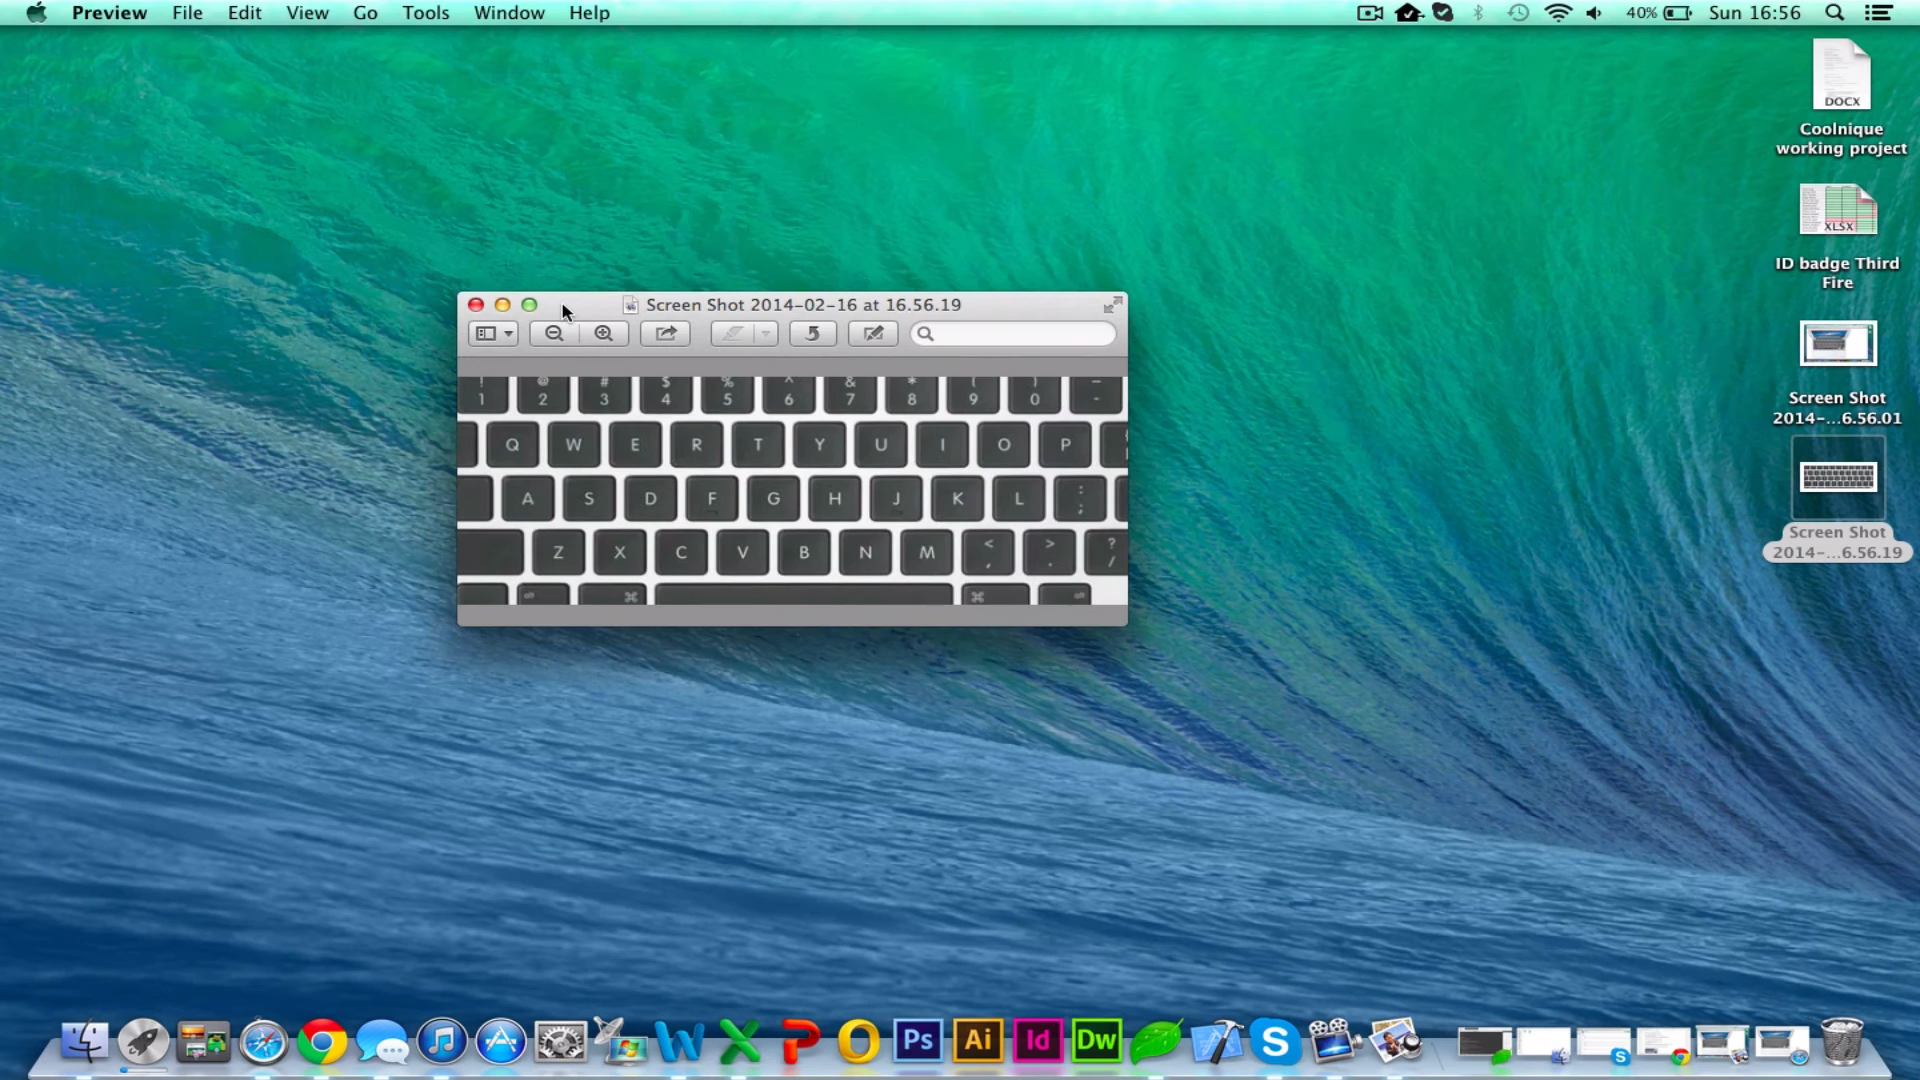 Preview File Edit View Go Tools Window Help 40% Sun 16:56
DOCX
Coolnique
working project
XLSX
ID badge Third
Fire
Screen Shot
2014-...6.56.01
Screen Shot
2014-...6.56.19
Screen Shot 2014-02-16 at 16.56.19
! @ # $ % ^ & * ( ) –
1 2 3 4 5 6 7 8 9 0 -
Q W E R T Y U I O P
A S D F G H J K L : ;
Z X C V B N M < , > . ? /
⌘ ⌘
W X P O Ps Ai Id Dw S